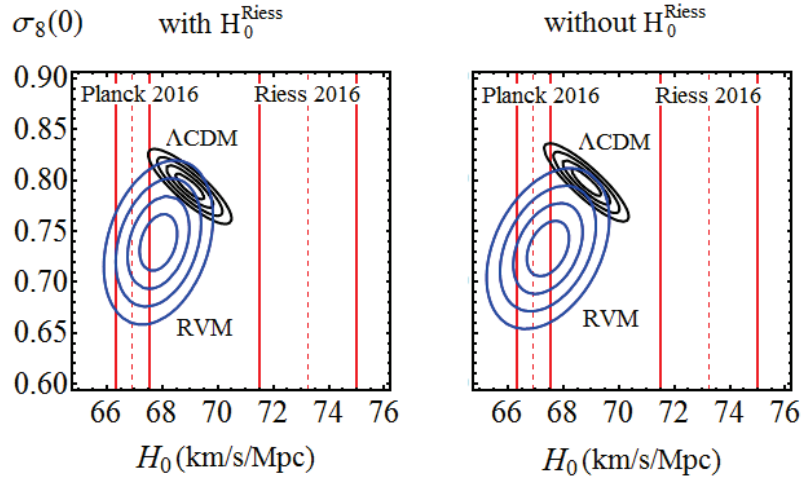 σ₈(0)
with H₀ᴿⁱᵉˢˢ
without H₀ᴿⁱᵉˢˢ
0.90
0.85
0.80
0.75
0.70
0.65
0.60
Planck 2016
Riess 2016
ΛCDM
RVM
Planck 2016
Riess 2016
ΛCDM
RVM
66 68 70 72 74 76
66 68 70 72 74 76
H₀ (km/s/Mpc)
H₀ (km/s/Mpc)